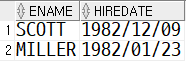 ENAME HIREDATE
1 SCOTT 1982/12/09
2 MILLER 1982/01/23